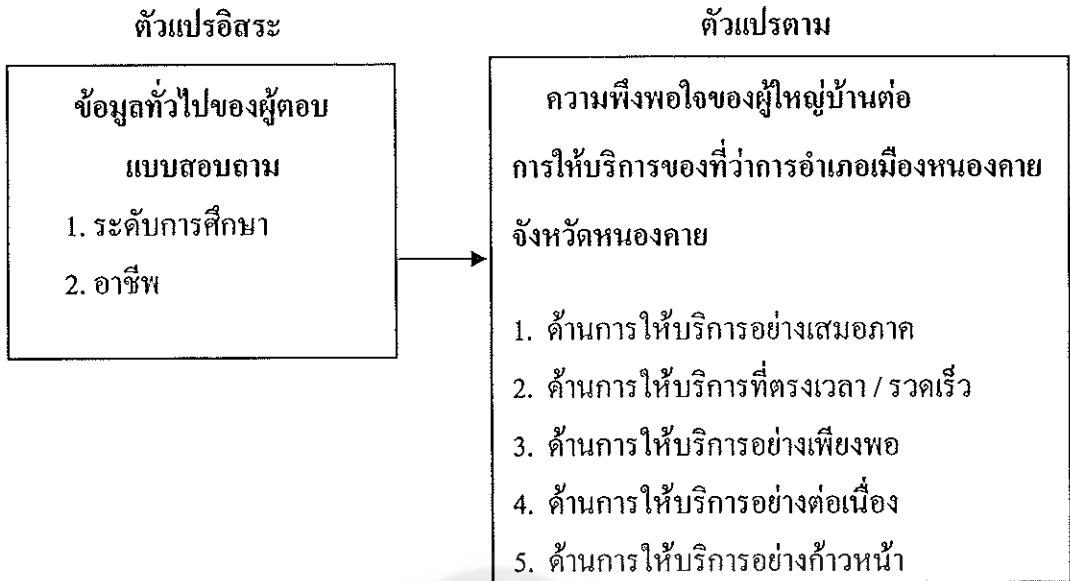 ตัวแปรอิสระ
ข้อมูลทั่วไปของผู้ตอบ
แบบสอบถาม
1. ระดับการศึกษา
2. อาชีพ
ตัวแปรตาม
ความพึงพอใจของผู้ใหญ่บ้านต่อ
การให้บริการของที่ว่าการอำเภอเมืองหนองคาย
จังหวัดหนองคาย
1. ด้านการให้บริการอย่างเสมอภาค
2. ด้านการให้บริการที่ตรงเวลา / รวดเร็ว
3. ด้านการให้บริการอย่างเพียงพอ
4. ด้านการให้บริการอย่างต่อเนื่อง
5. ด้านการให้บริการอย่างก้าวหน้า